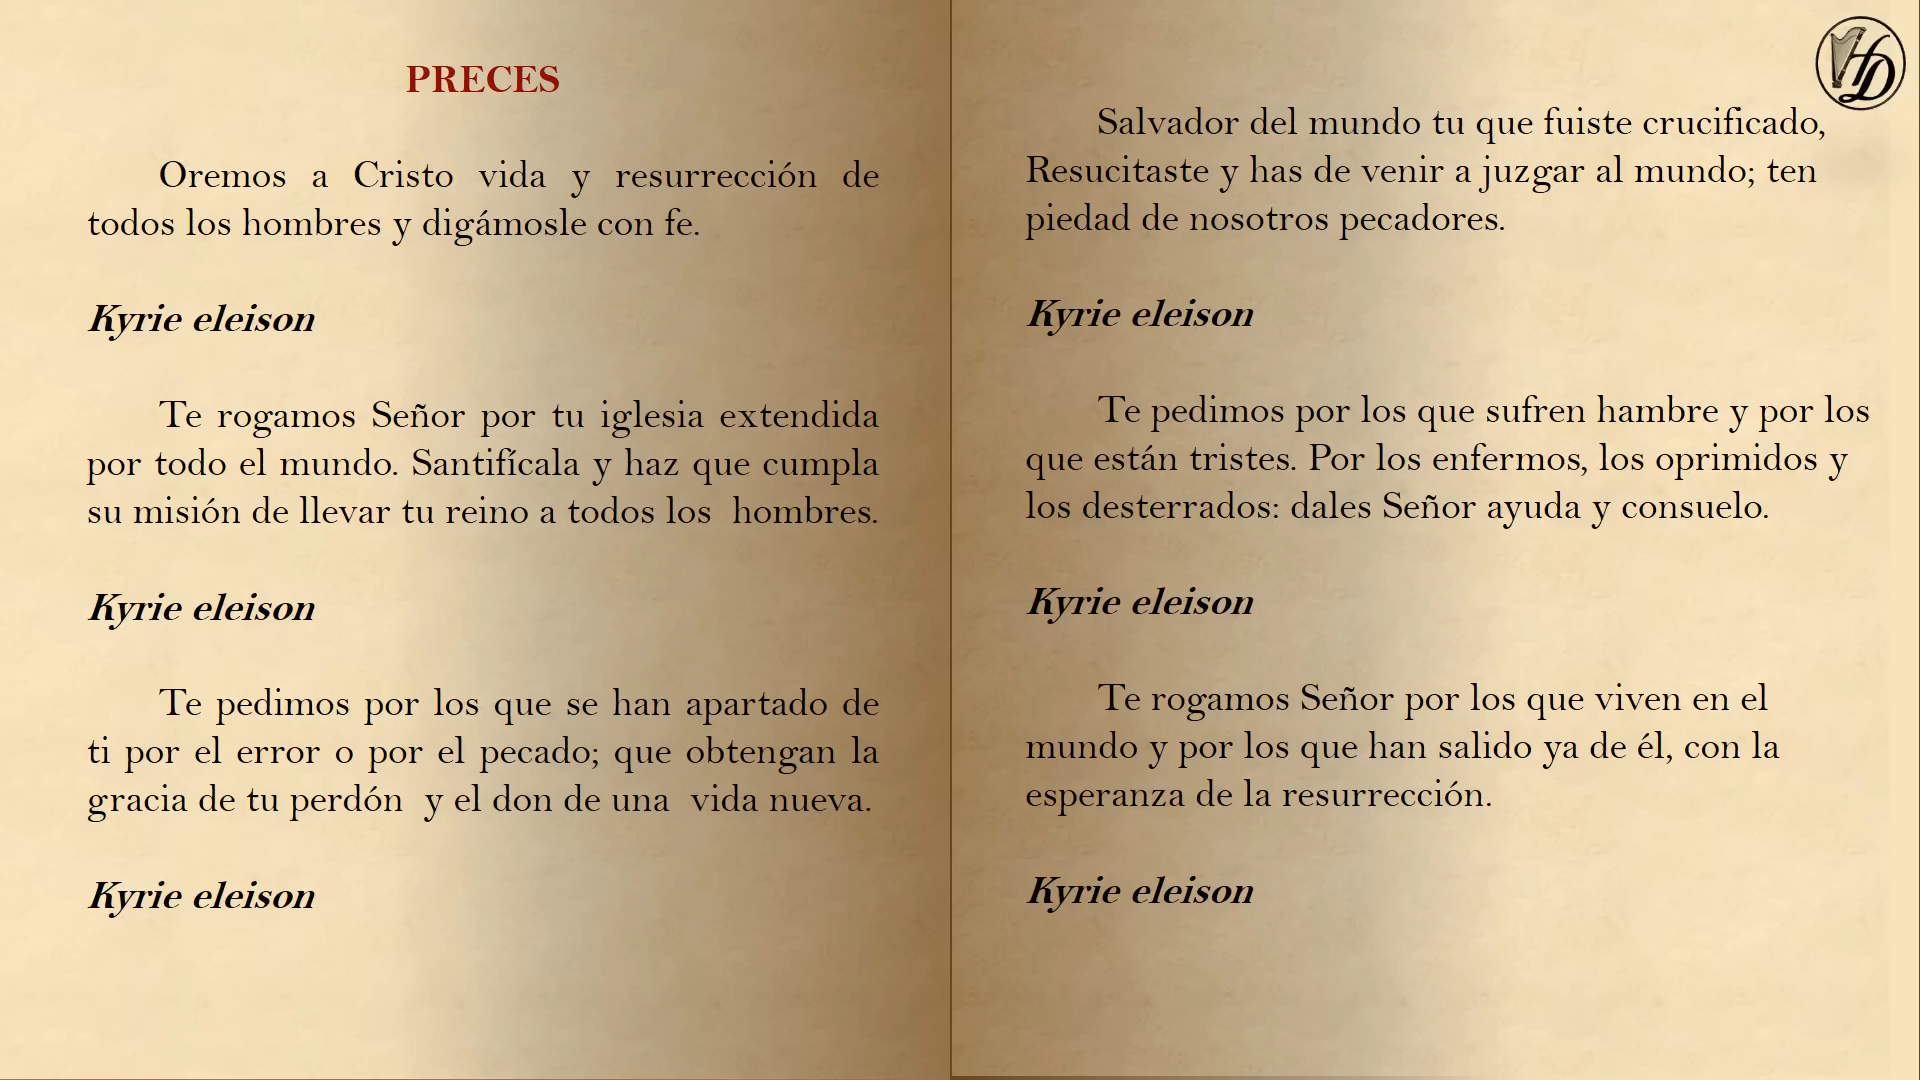 PRECES
Oremos a Cristo vida y resurrección de
todos los hombres y digámosle con fe.
Kyrie eleison
Te rogamos Señor por tu iglesia extendida
por todo el mundo. Santifícala y haz que cumpla
su misión de llevar tu reino a todos los hombres.
Kyrie eleison
Te pedimos por los que se han apartado de
ti por el error o por el pecado; que obtengan la
gracia de tu perdón y el don de una vida nueva.
Kyrie eleison
HD
Salvador del mundo tu que fuiste crucificado,
Resucitaste y has de venir a juzgar al mundo; ten
piedad de nosotros pecadores.
Kyrie eleison
Te pedimos por los que sufren hambre y por los
que están tristes. Por los enfermos, los oprimidos y
los desterrados: dales Señor ayuda y consuelo.
Kyrie eleison
Te rogamos Señor por los que viven en el
mundo y por los que han salido ya de él, con la
esperanza de la resurrección.
Kyrie eleison